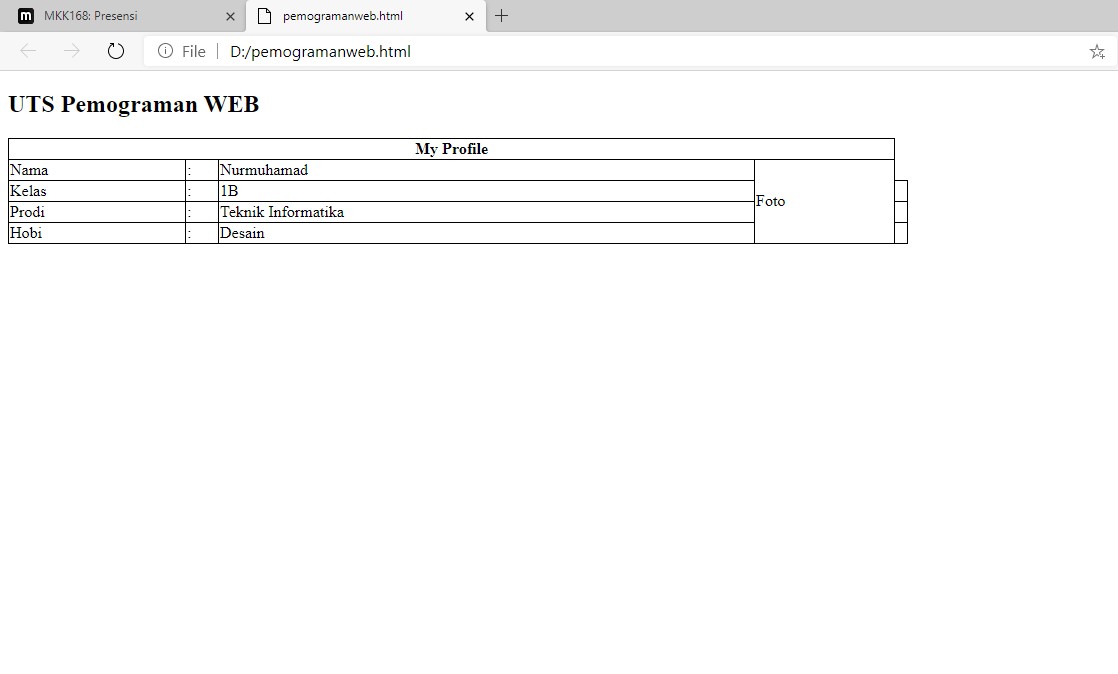 m MKK168: Presensi
pemogramanweb.html
File D:/pemogramanweb.html
UTS Pemograman WEB
My Profile
Nama : Nurmuhamad Foto
Kelas : 1B
Prodi : Teknik Informatika
Hobi : Desain